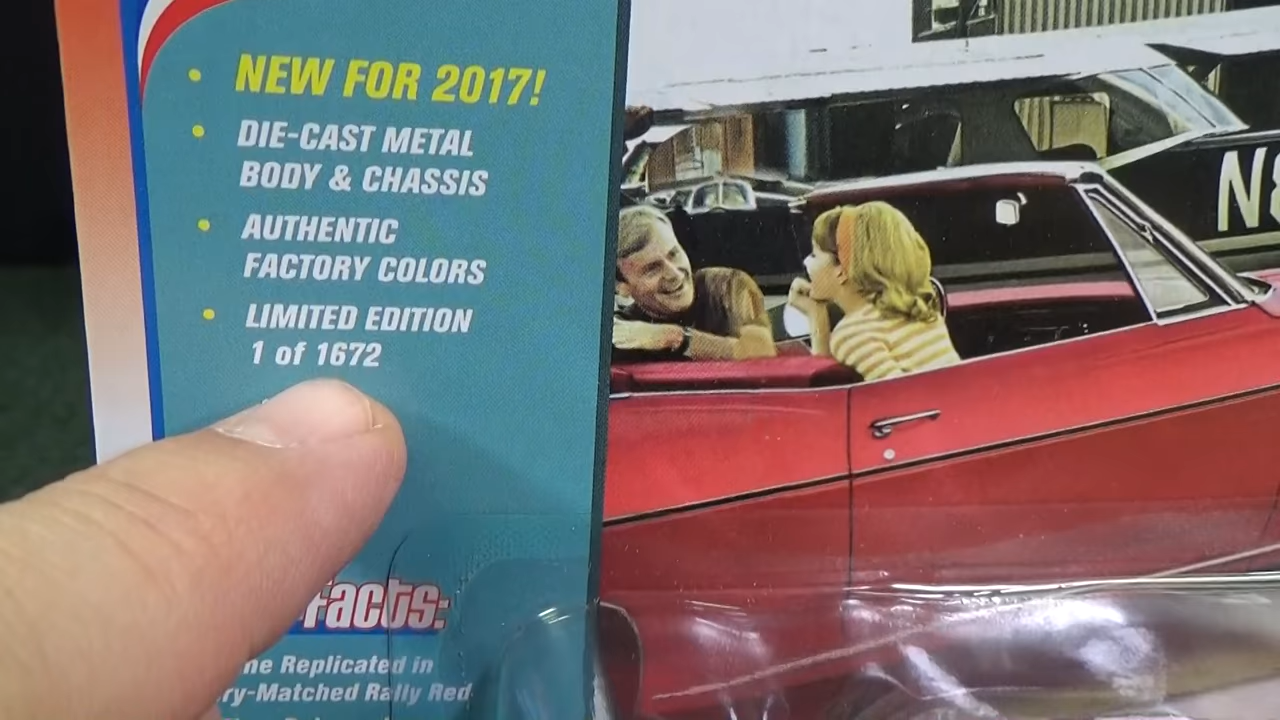 NEW FOR 2017!
DIE-CAST METAL
BODY & CHASSIS
AUTHENTIC
FACTORY COLORS
LIMITED EDITION
1 of 1672
Facts:
Replicated in
Rally Red